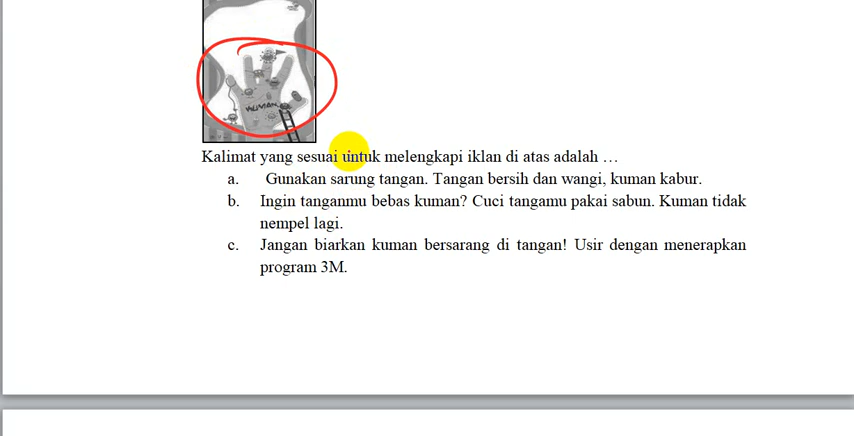 KUMAN
Kalimat yang sesuai untuk melengkapi iklan di atas adalah …
a. Gunakan sarung tangan. Tangan bersih dan wangi, kuman kabur.
b. Ingin tanganmu bebas kuman? Cuci tangamu pakai sabun. Kuman tidak
nempel lagi.
c. Jangan biarkan kuman bersarang di tangan! Usir dengan menerapkan
program 3M.